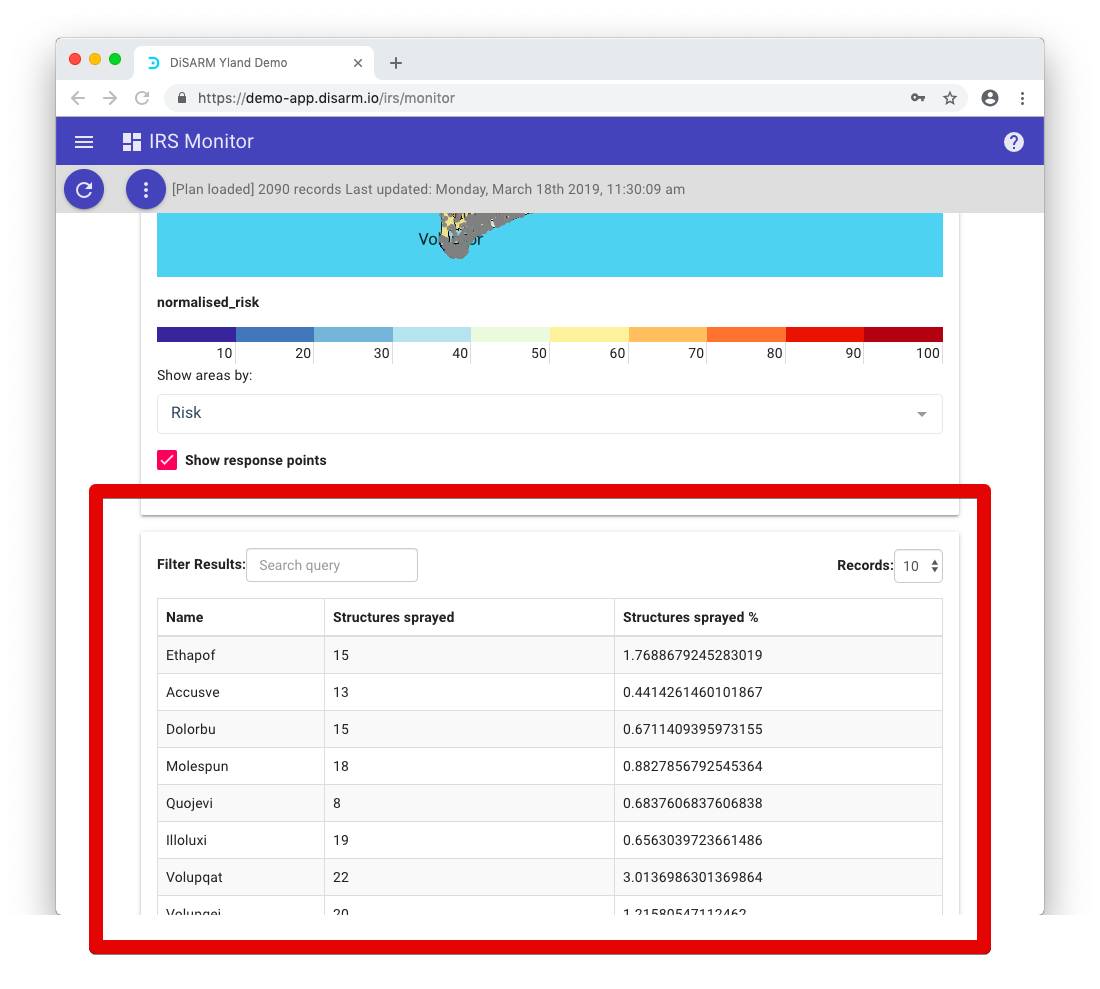 DiSARM Yland Demo
https://demo-app.disarm.io/irs/monitor
IRS Monitor
[Plan loaded] 2090 records Last updated: Monday, March 18th 2019, 11:30:09 am
normalised_risk
10 20 30 40 50 60 70 80 90 100
Show areas by:
Risk
Show response points
Filter Results: Search query Records: 10
Name Structures sprayed Structures sprayed %
Ethapof 15 1.7688679245283019
Accusve 13 0.4414261460101867
Dolorbu 15 0.6711409395973155
Molespun 18 0.8827856792545364
Quojevi 8 0.6837606837606838
Illoluxi 19 0.6563039723661486
Volupqat 22 3.0136986301369864
20 1.21580547112462